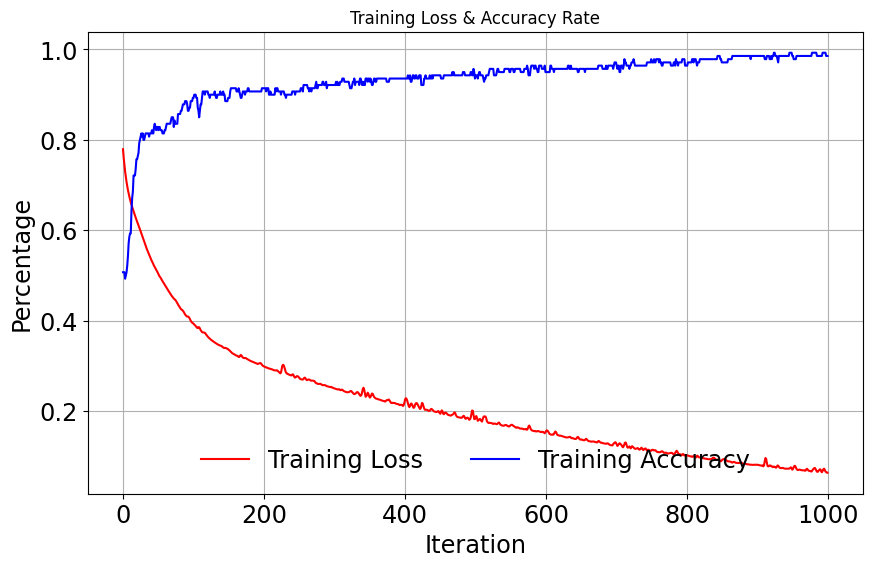 Training Loss & Accuracy Rate
1.0
0.8
0.6
0.4
0.2
Percentage
Training Loss Training Accuracy
0 200 400 600 800 1000
Iteration